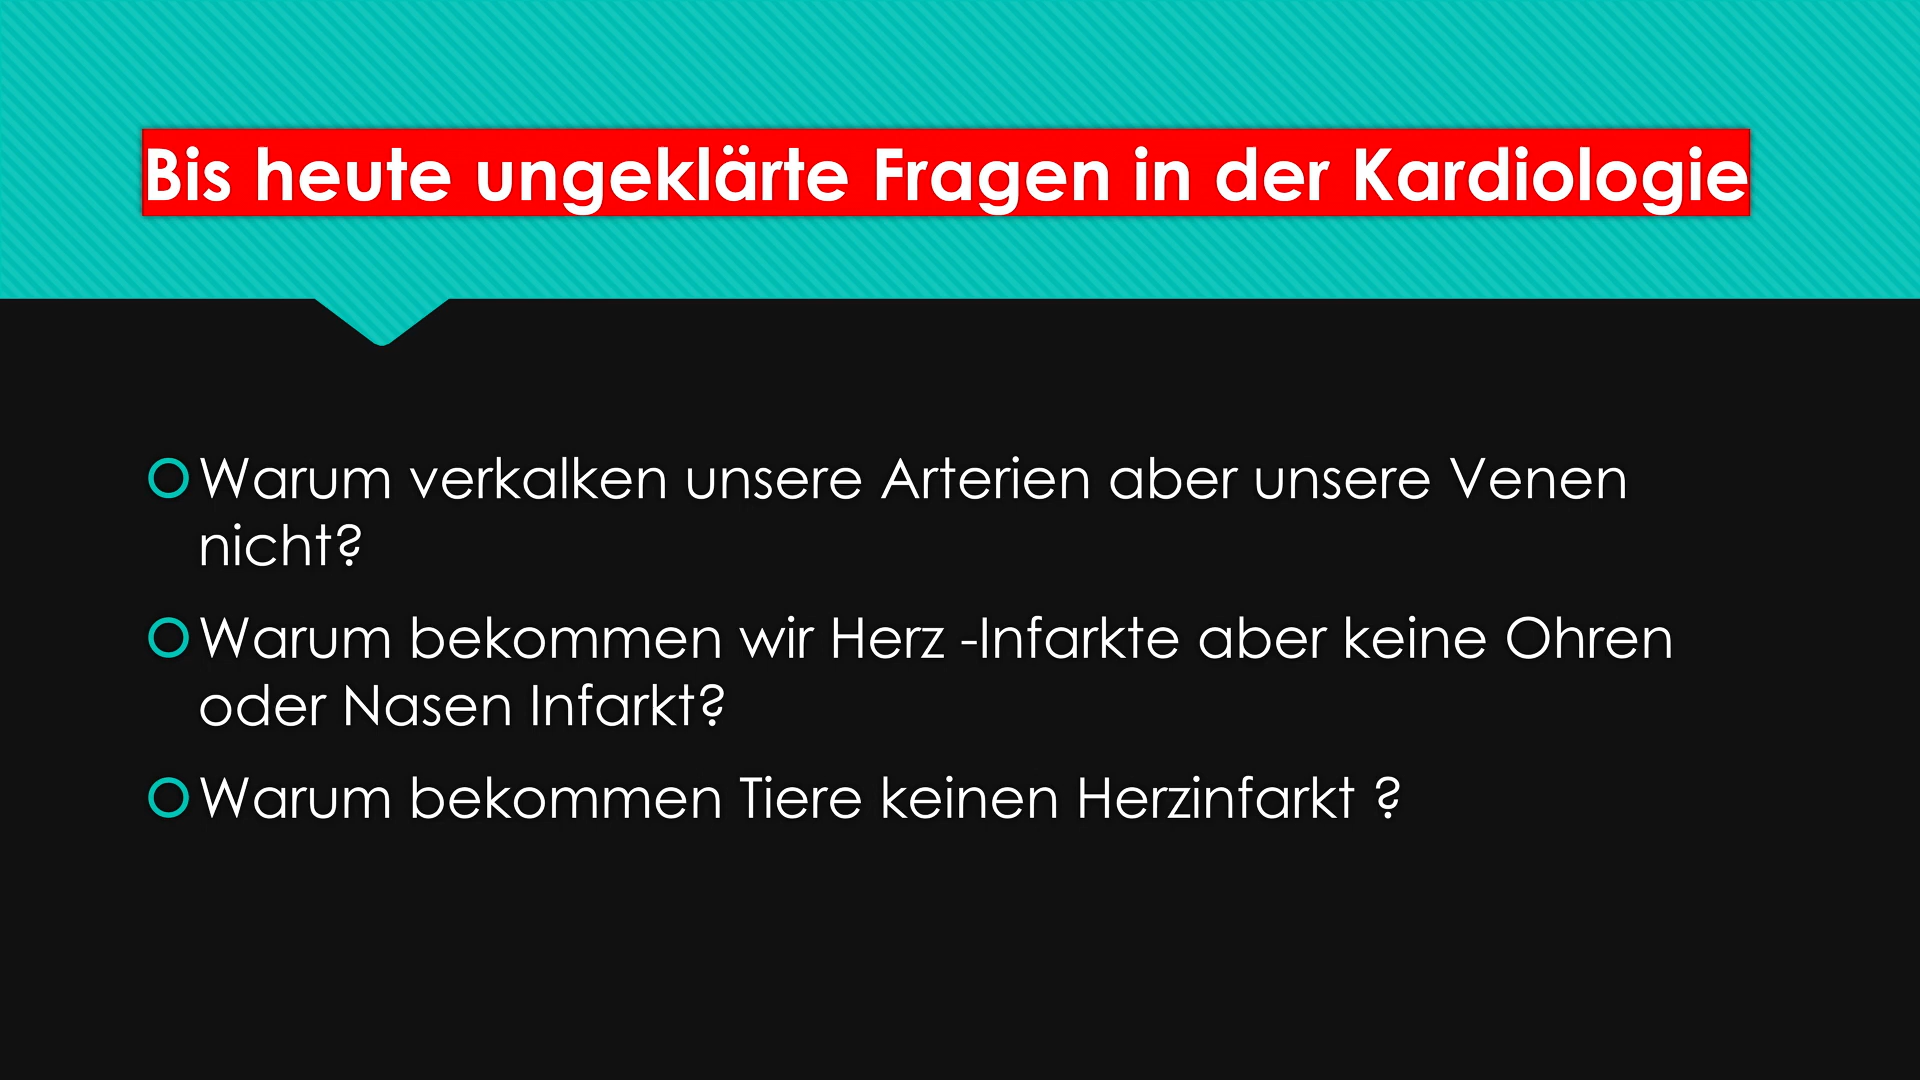 Bis heute ungeklärte Fragen in der Kardiologie
Warum verkalken unsere Arterien aber unsere Venen
nicht?
Warum bekommen wir Herz -Infarkte aber keine Ohren
oder Nasen Infarkt?
Warum bekommen Tiere keinen Herzinfarkt ?